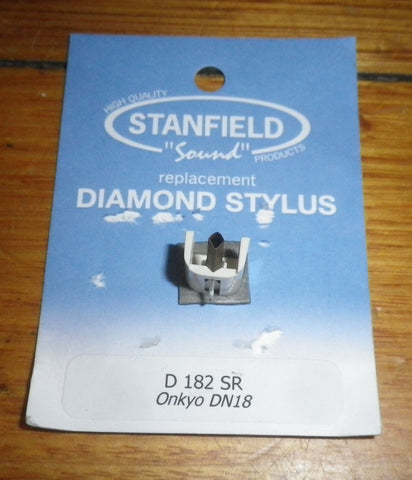 HIGH QUALITY
STANFIELD
"Sound"
PRODUCTS
replacement
DIAMOND STYLUS
D 182 SR
Onkyo DN18